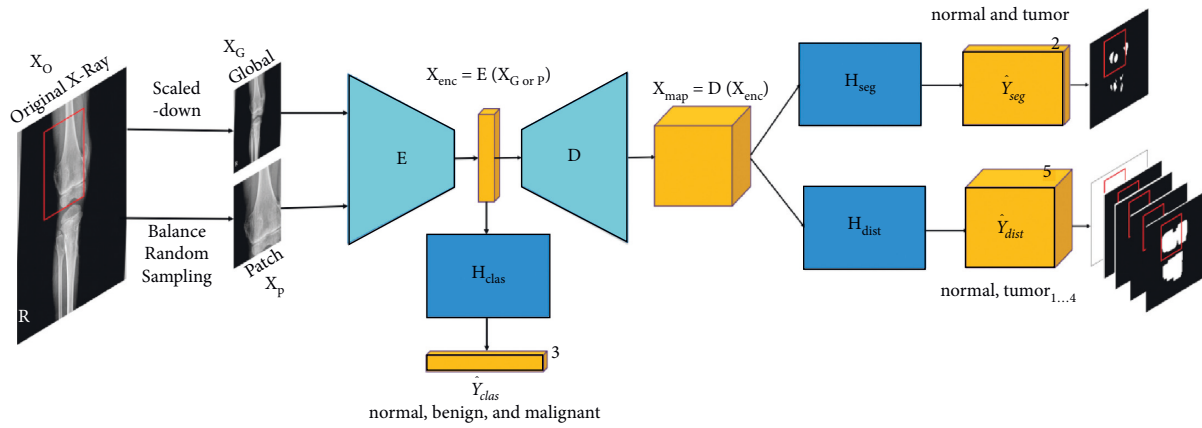 X_O
Original X-Ray
R
Scaled
-down
Balance
Random
Sampling
X_G
Global
Patch
X_p
X_enc = E (X_G or P)
E
D
H_clas
3
Ŷ_clas
normal, benign, and malignant
X_map = D (X_enc)
H_seg
normal and tumor
2
Ŷ_seg
H_dist
5
Ŷ_dist
normal, tumor_1…4